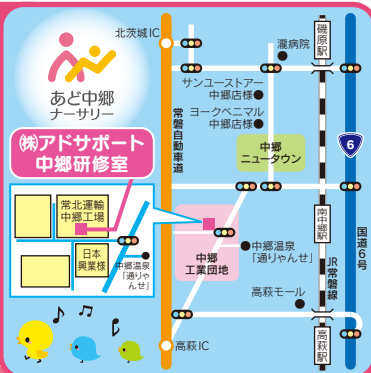 北茨城IC
瀧病院
磯原駅
あど中郷
ナーサリー
サンユーストアー
中郷店様
ヨークベニマル
中郷店様
㈱アドサポート
中郷研修室
常磐自動車道
中郷
ニュータウン
6
常北運輸
中郷工場
日本
興業様
中郷温泉
「通りゃ
んせ」
中郷
工業団地
中郷温泉
「通りゃんせ」
南中郷駅
国道6号
JR常磐線
高萩モール
高萩IC
高萩駅